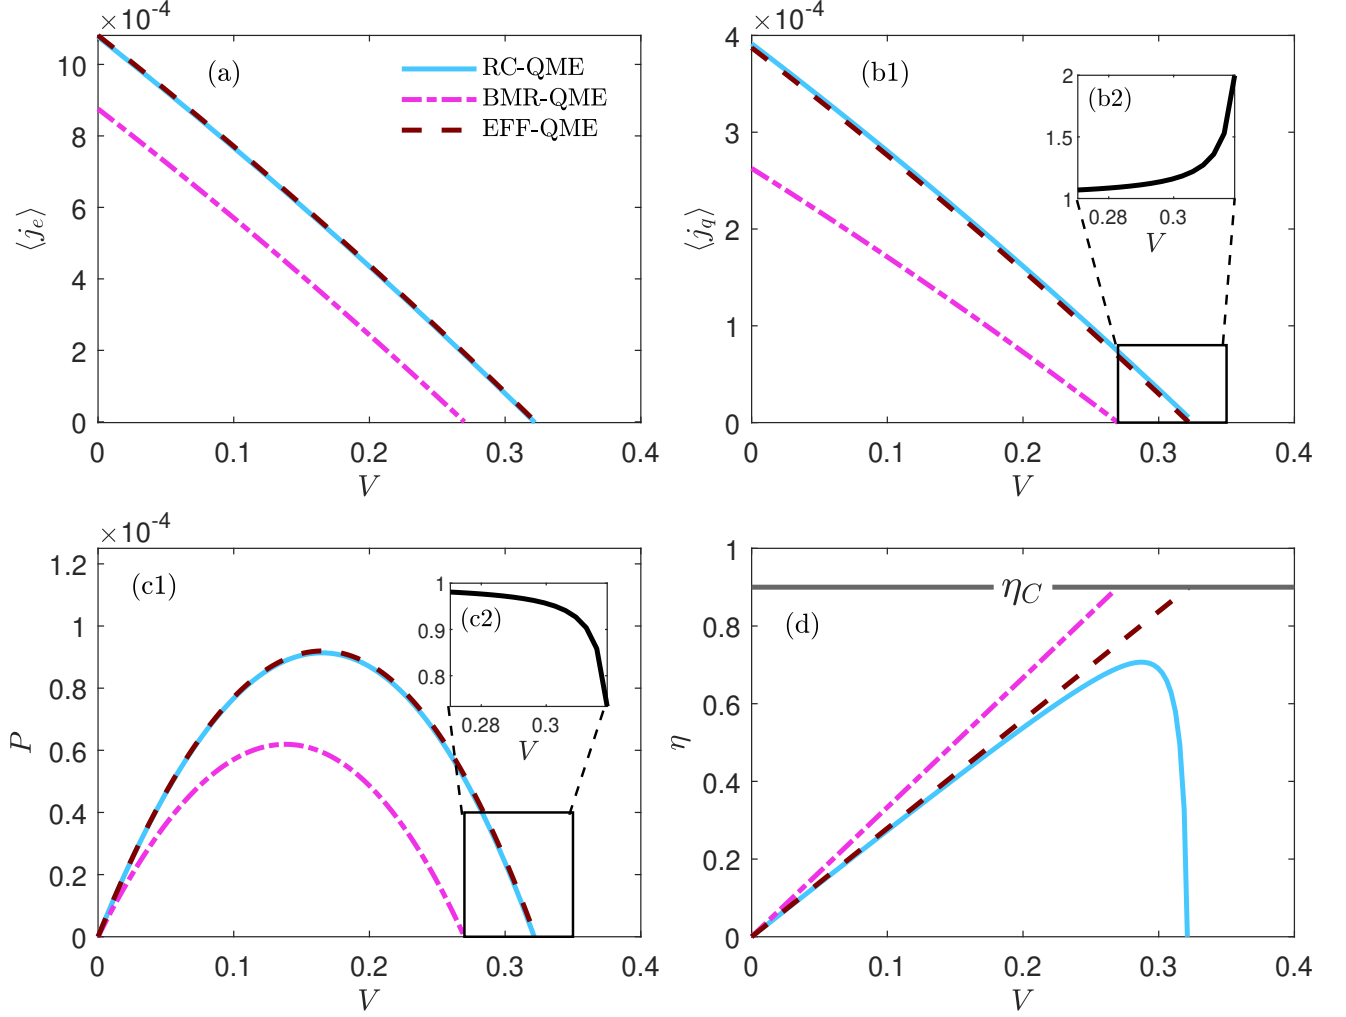 ×10⁻⁴
(a)
RC-QME
BMR-QME
EFF-QME
10
8
6
4
2
0
⟨jₑ⟩
0 0.1 0.2 0.3 0.4
V
×10⁻⁴
(b1)
4
3
2
1
0
⟨j_q⟩
0 0.1 0.2 0.3 0.4
V
(b2)
2
1.5
1
0.28 0.3
V
×10⁻⁴
(c1)
1.2
1
0.8
0.6
0.4
0.2
0
P
0 0.1 0.2 0.3 0.4
V
(c2)
1
0.9
0.8
0.28 0.3
V
1
0.8
0.6
0.4
0.2
0
η
η_C
(d)
0 0.1 0.2 0.3 0.4
V